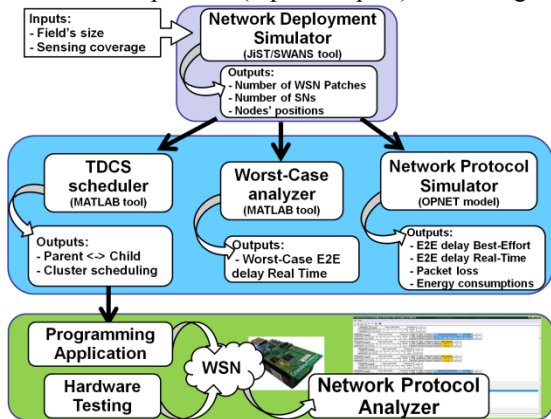 Inputs:
- Field's size
- Sensing coverage
Network Deployment
Simulator
(JiST/SWANS tool)
Outputs:
- Number of WSN Patches
- Number of SNs
- Nodes' positions
TDCS
scheduler
(MATLAB tool)
Outputs:
- Parent <-> Child
- Cluster scheduling
Worst-Case
analyzer
(MATLAB tool)
Outputs:
- Worst-Case E2E
delay Real Time
Network Protocol
Simulator
(OPNET model)
Outputs:
- E2E delay Best-Effort
- E2E delay Real-Time
- Packet loss
- Energy consumptions
Programming
Application
Hardware
Testing
WSN
Network Protocol
Analyzer